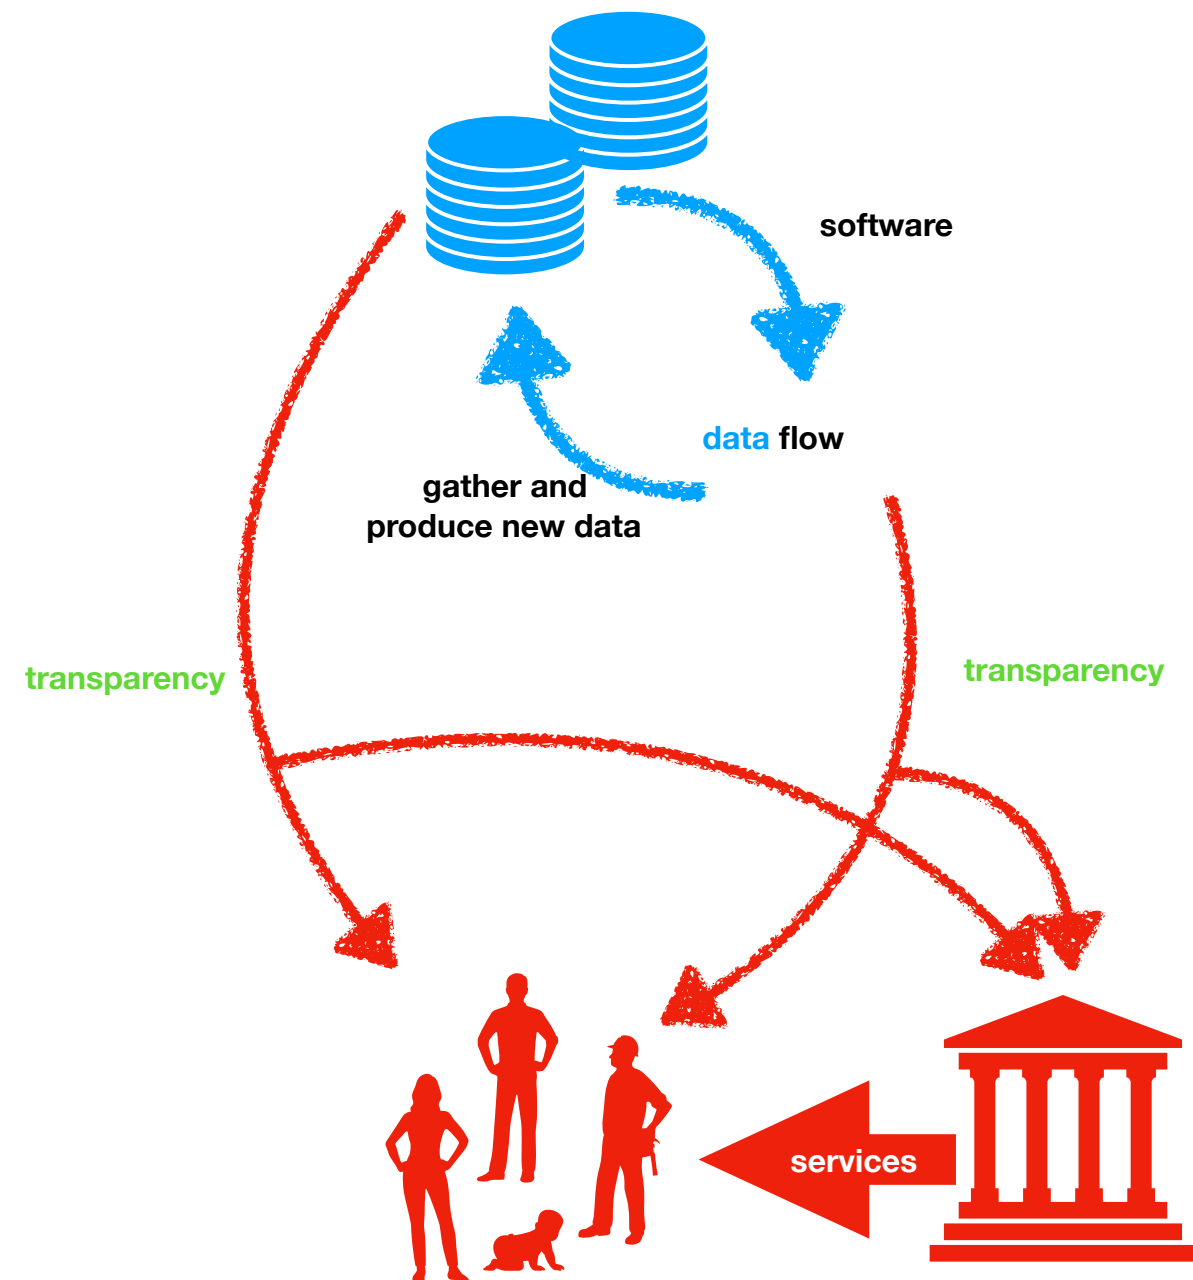 software
data flow
gather and
produce new data
transparency
transparency
services